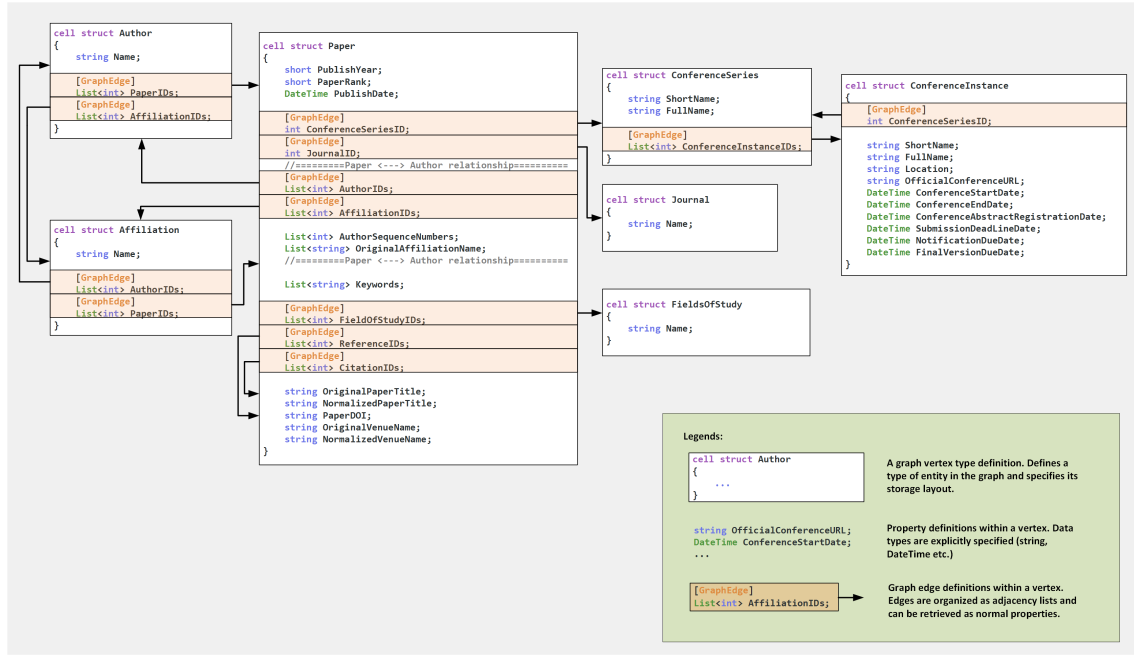 cell struct Author
{
string Name;
[GraphEdge]
List<int> PaperIDs;
[GraphEdge]
List<int> AffiliationIDs;
}
cell struct Affiliation
{
string Name;
[GraphEdge]
List<int> AuthorIDs;
[GraphEdge]
List<int> PaperIDs;
}
cell struct Paper
{
short PublishYear;
short PaperRank;
DateTime PublishDate;
[GraphEdge]
int ConferenceSeriesID;
[GraphEdge]
int JournalID;
//=========Paper <---> Author relationship==========
[GraphEdge]
List<int> AuthorIDs;
[GraphEdge]
List<int> AffiliationIDs;
List<int> AuthorSequenceNumbers;
List<string> OriginalAffiliationName;
//=========Paper <---> Author relationship==========
List<string> Keywords;
[GraphEdge]
List<int> FieldOfStudyIDs;
[GraphEdge]
List<int> ReferenceIDs;
[GraphEdge]
List<int> CitationIDs;
string OriginalPaperTitle;
string NormalizedPaperTitle;
string PaperDOI;
string OriginalVenueName;
string NormalizedVenueName;
}
cell struct ConferenceSeries
{
string ShortName;
string FullName;
[GraphEdge]
List<int> ConferenceInstanceIDs;
}
cell struct Journal
{
string Name;
}
cell struct FieldsOfStudy
{
string Name;
}
cell struct ConferenceInstance
{
[GraphEdge]
int ConferenceSeriesID;
string ShortName;
string FullName;
string Location;
string OfficialConferenceURL;
DateTime ConferenceStartDate;
DateTime ConferenceEndDate;
DateTime ConferenceAbstractRegistrationDate;
DateTime SubmissionDeadLineDate;
DateTime NotificationDueDate;
DateTime FinalVersionDueDate;
}
Legends:
cell struct Author
{
...
}
A graph vertex type definition. Defines a
type of entity in the graph and specifies its
storage layout.
string OfficialConferenceURL;
DateTime ConferenceStartDate;
...
Property definitions within a vertex. Data
types are explicitly specified (string,
DateTime etc.)
[GraphEdge]
List<int> AffiliationIDs;
Graph edge definitions within a vertex.
Edges are organized as adjacency lists and
can be retrieved as normal properties.